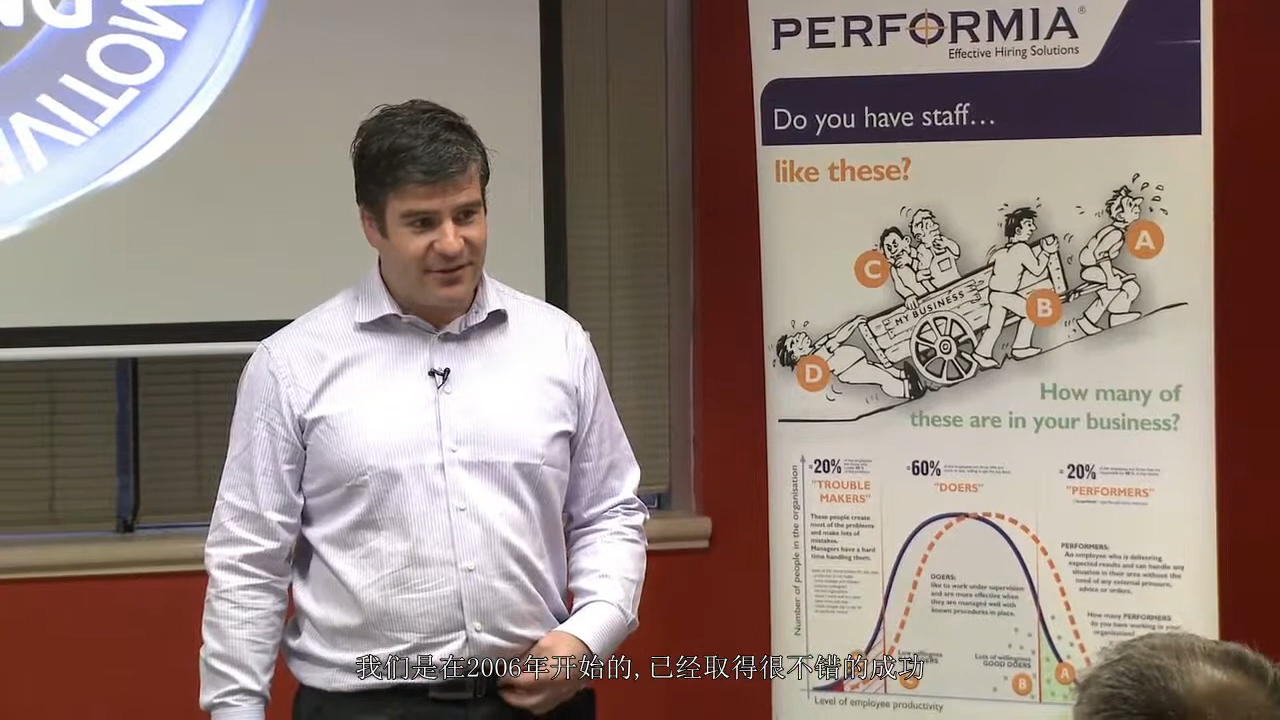 MOTIV
PERFORMIA®
Effective Hiring Solutions
Do you have staff...
like these?
A
C
B
MY BUSINESS
D
How many of
these are in your business?
=20%
"TROUBLE
MAKERS"
These people create
most of the problems
and make lots of
mistakes.
Managers have a hard
time handling them.
=60%
"DOERS"
=20%
"PERFORMERS"
Number of people in the organisation
DOERS:
like to work under supervision
and are more effective when
they are managed well with
known procedures in place.
PERFORMERS:
An employee who is delivering
expected results and can handle any
situation in their area without the
need of any external pressure,
advice or orders.
How many PERFORMERS
do you have working in your
organisation?
Lots of willingness
GOOD DOERS
B
A
我们是在2006年开始的,已经取得很不错的成功
Level of employee productivity